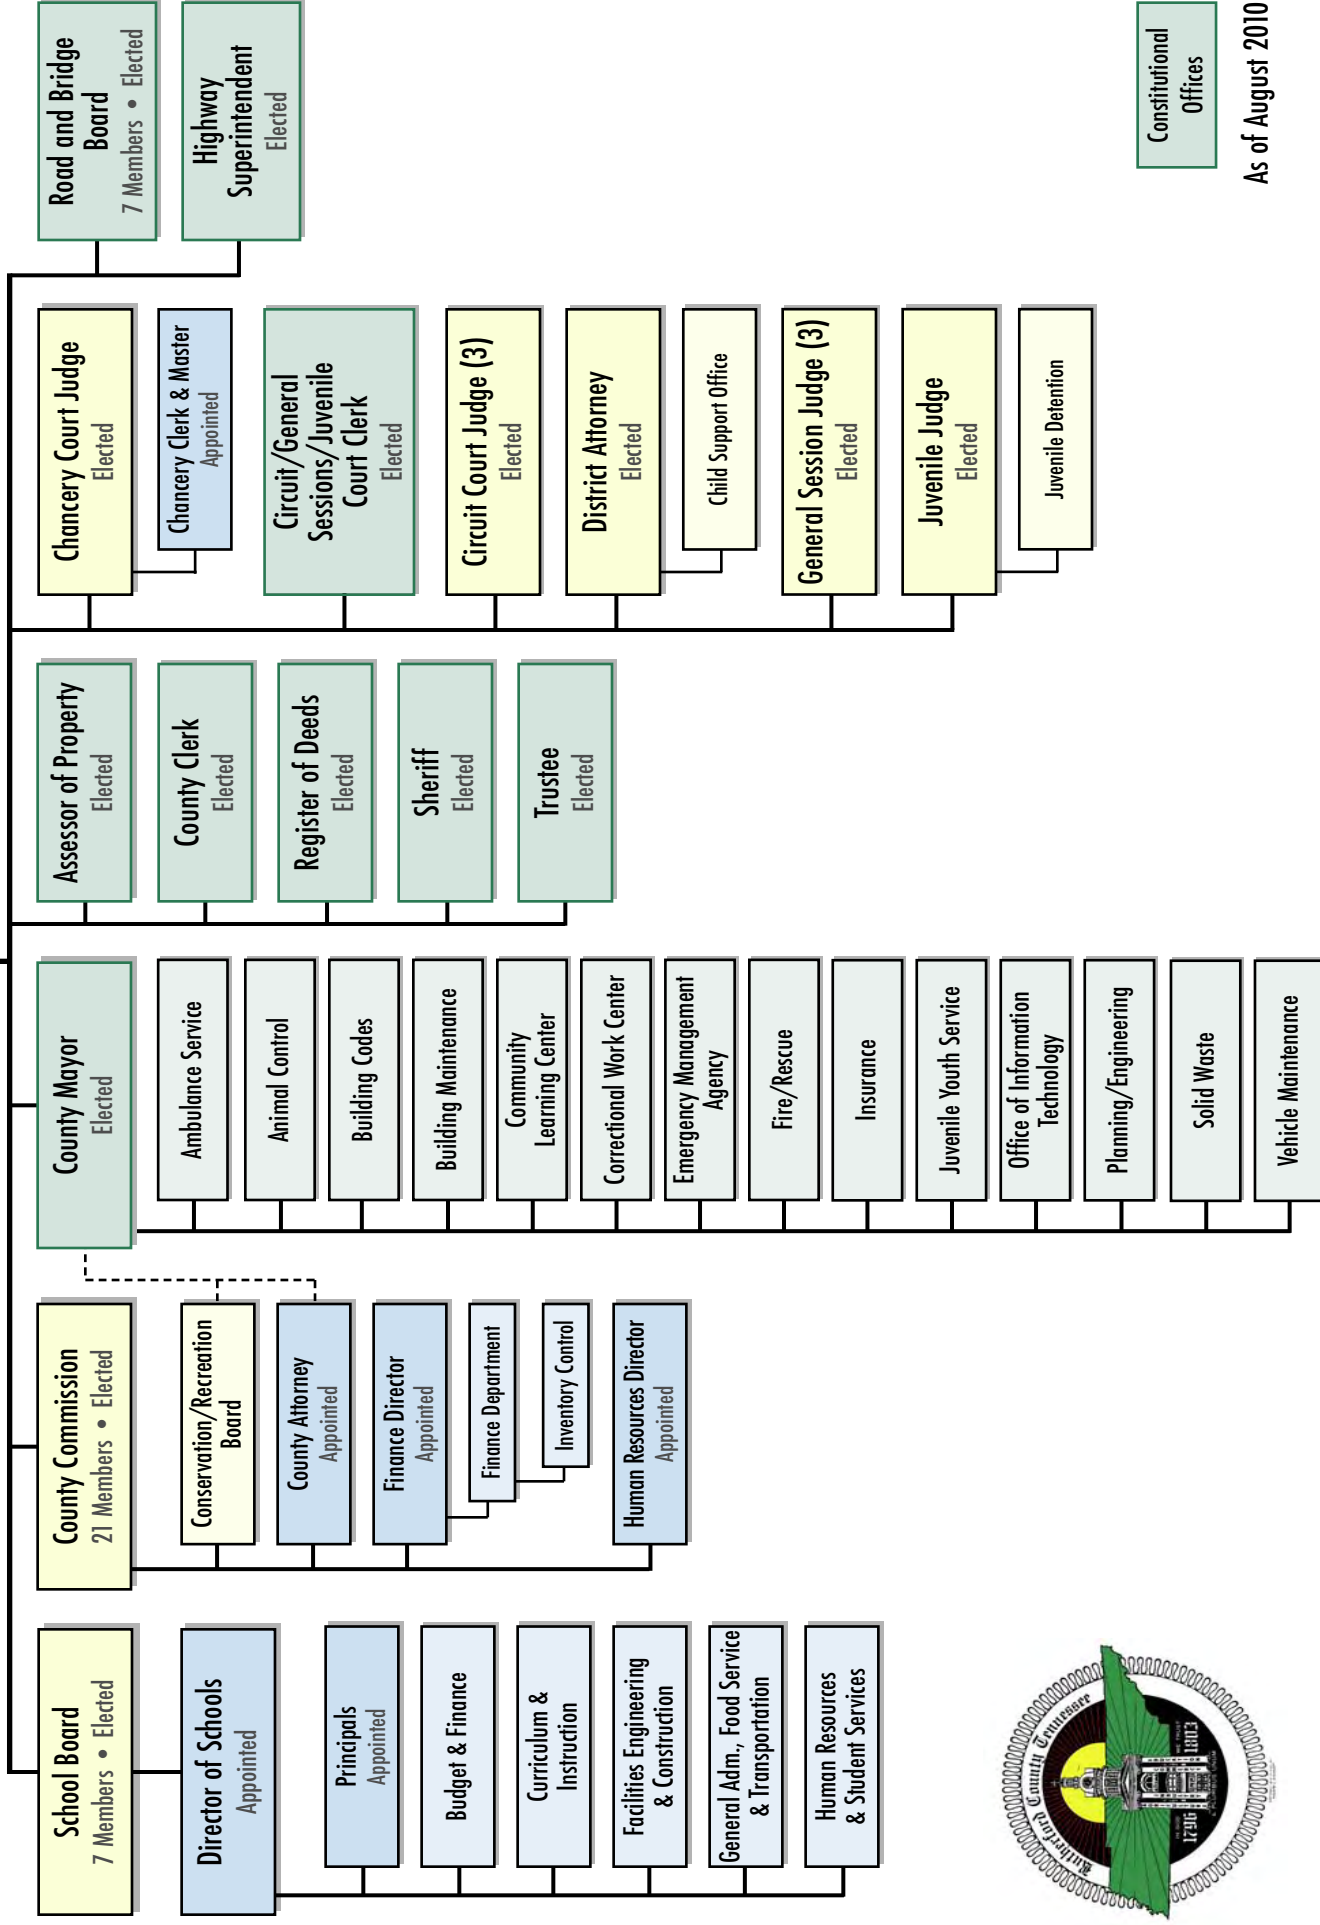 School Board
7 Members • Elected
Director of Schools
Appointed
Principals
Appointed
Budget & Finance
Curriculum &
Instruction
Facilities Engineering
& Construction
General Adm., Food Service
& Transportation
Human Resources
& Student Services
County Commission
21 Members • Elected
Conservation/Recreation
Board
County Attorney
Appointed
Finance Director
Appointed
Finance Department
Inventory Control
Human Resources Director
Appointed
County Mayor
Elected
Ambulance Service
Animal Control
Building Codes
Building Maintenance
Community
Learning Center
Correctional Work Center
Emergency Management
Agency
Fire/Rescue
Insurance
Juvenile Youth Service
Office of Information
Technology
Planning/Engineering
Solid Waste
Vehicle Maintenance
Assessor of Property
Elected
County Clerk
Elected
Register of Deeds
Elected
Sheriff
Elected
Trustee
Elected
Chancery Court Judge
Elected
Chancery Clerk & Master
Appointed
Circuit/General
Sessions/Juvenile
Court Clerk
Elected
Circuit Court Judge (3)
Elected
District Attorney
Elected
Child Support Office
General Session Judge (3)
Elected
Juvenile Judge
Elected
Juvenile Detention
Road and Bridge
Board
7 Members • Elected
Highway
Superintendent
Elected
Constitutional
Offices
As of August 2010
Rutherford County Tennessee
1796 1803